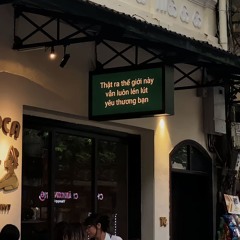 Thật ra thế giới này
vẫn luôn lén lút
yêu thương bạn